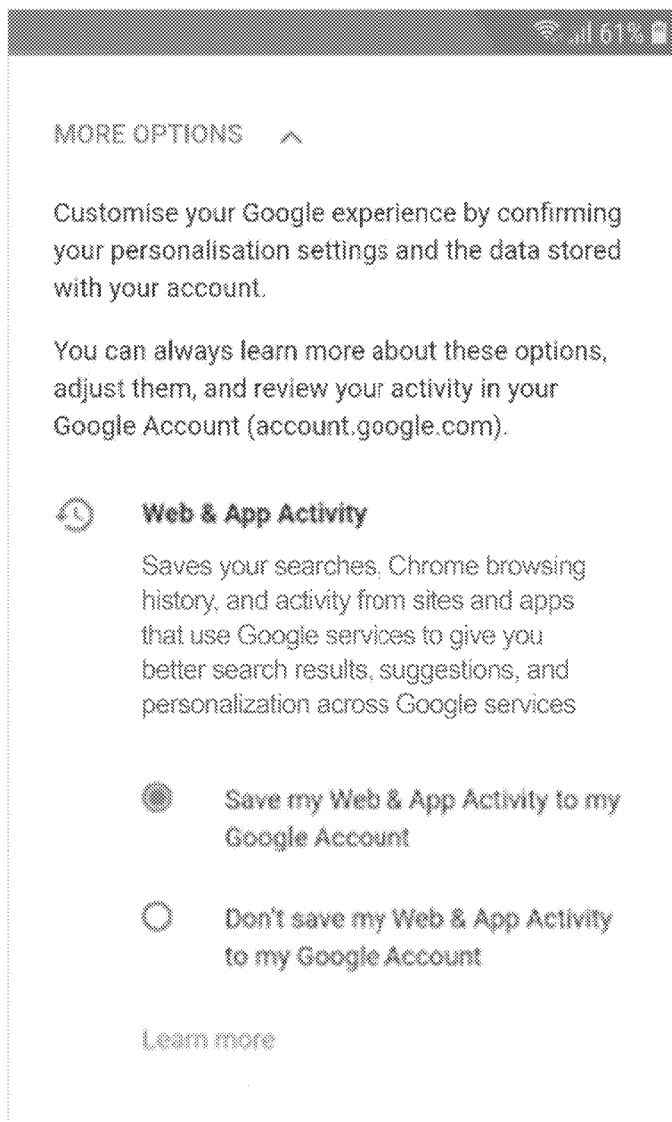 61%
MORE OPTIONS
Customise your Google experience by confirming
your personalisation settings and the data stored
with your account.
You can always learn more about these options,
adjust them, and review your activity in your
Google Account (account.google.com).
Web & App Activity
Saves your searches, Chrome browsing
history, and activity from sites and apps
that use Google services to give you
better search results, suggestions, and
personalization across Google services
Save my Web & App Activity to my
Google Account
Don't save my Web & App Activity
to my Google Account
Learn more